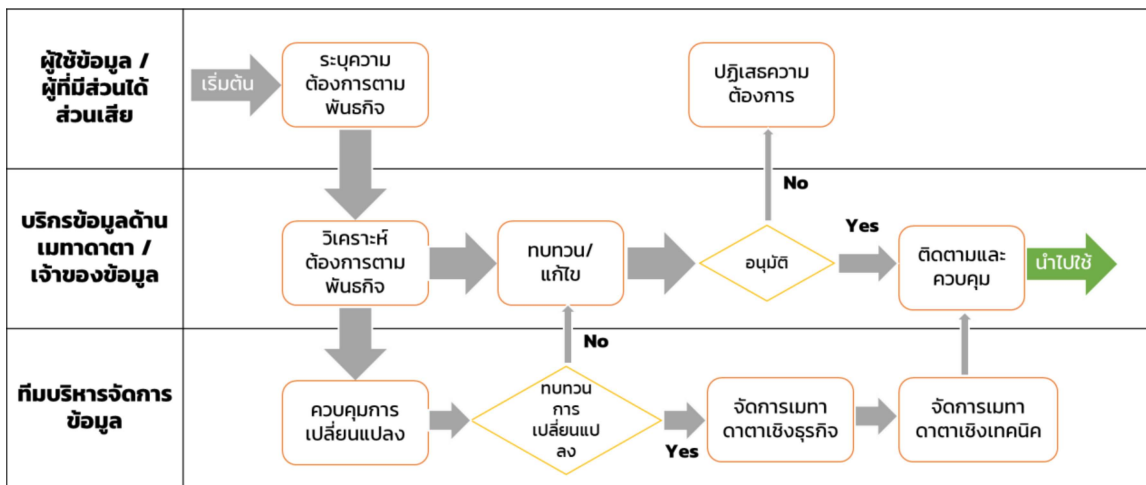 ผู้ใช้ข้อมูล /
ผู้ที่มีส่วนได้
ส่วนเสีย
เริ่มต้น
ระบุความ
ต้องการตาม
พันธกิจ
ปฏิเสธความ
ต้องการ
No
บริกรข้อมูลด้าน
เมทาดาตา /
เจ้าของข้อมูล
วิเคราะห์
ต้องการตาม
พันธกิจ
ทบทวน/
แก้ไข
อนุมัติ
Yes
ติดตามและ
ควบคุม
นำไปใช้
No
ทีมบริหารจัดการ
ข้อมูล
ควบคุมการ
เปลี่ยนแปลง
ทบทวน
การ
เปลี่ยนแป
ลง
Yes
จัดการเมทา
ดาตาเชิงธุรกิจ
จัดการเมทา
ดาตาเชิงเทคนิค